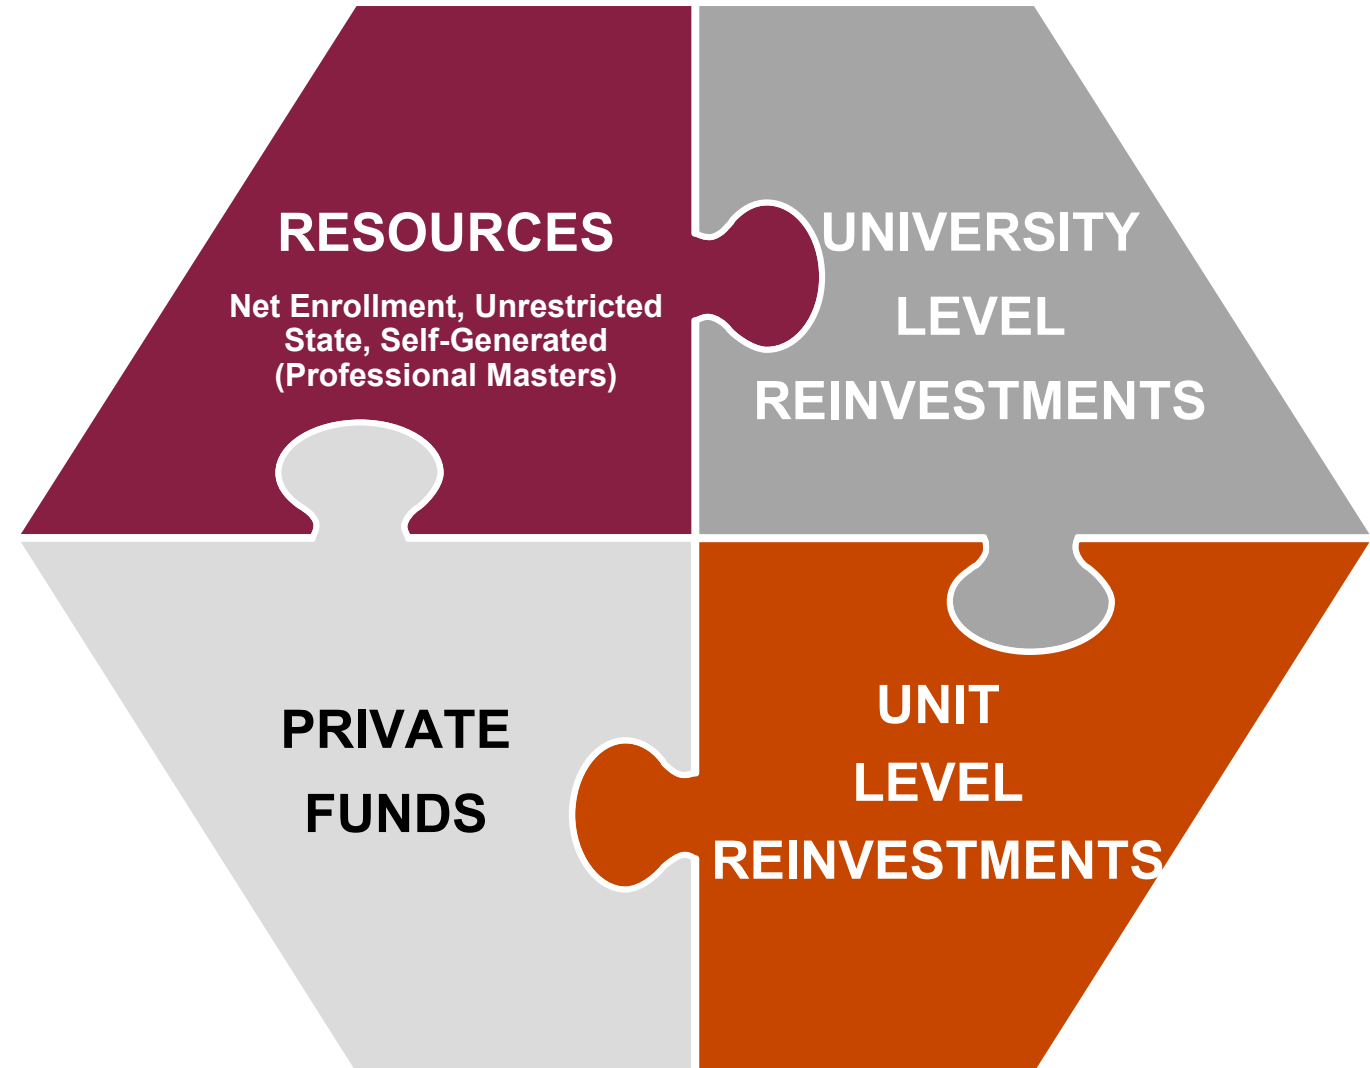 RESOURCES
Net Enrollment, Unrestricted
State, Self-Generated
(Professional Masters)
UNIVERSITY
LEVEL
REINVESTMENTS
PRIVATE
FUNDS
UNIT
LEVEL
REINVESTMENTS